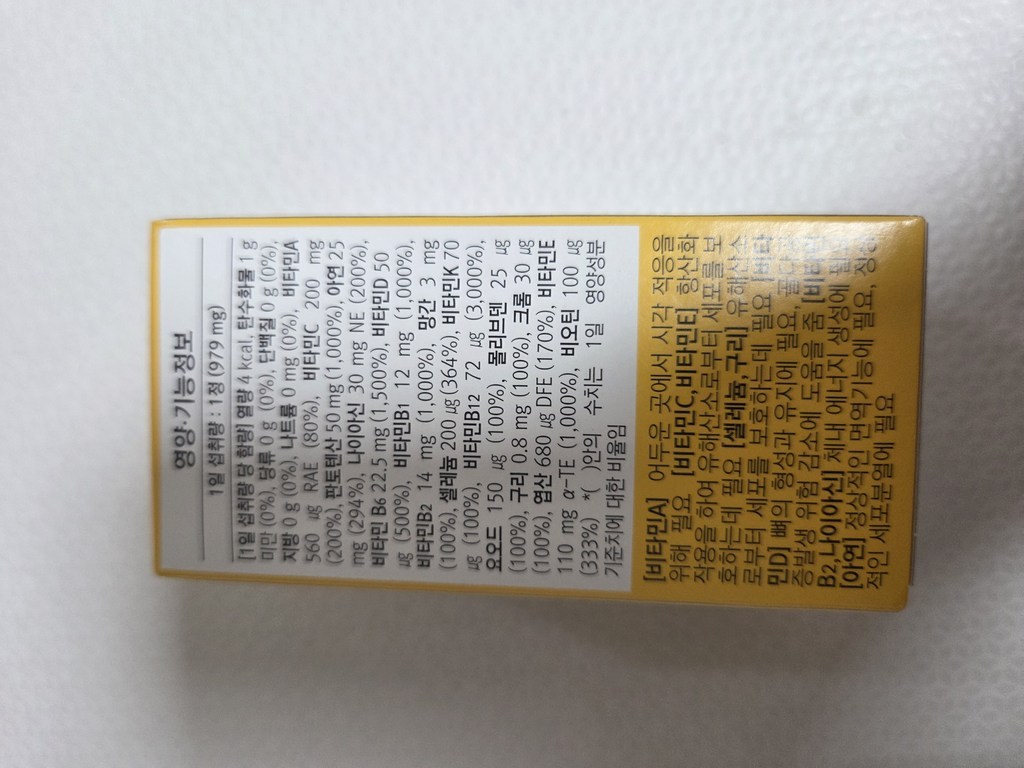 영양·기능정보
1일 섭취량 : 1정 (979 mg)
[1일 섭취량 당 함량] 열량 4 kcal, 탄수화물 1 g
미만 (0%), 당류 0 g (0%), 단백질 0 g (0%),
지방 0 g (0%), 나트륨 0 mg (0%), 비타민A
560 ㎍ RAE (80%), 비타민C 200 mg
(200%), 판토텐산 50 mg (1,000%), 아연 25
mg (294%), 나이아신 30 mg NE (200%),
비타민 B6 22.5 mg (1,500%), 비타민D 50
㎍ (500%), 비타민B1 12 mg (1,000%),
비타민B2 14 mg (1,000%), 망간 3 mg
(100%), 셀레늄 200 ㎍ (364%), 비타민K 70
㎍ (100%), 비타민B12 72 ㎍ (3,000%),
요오드 150 ㎍ (100%), 몰리브덴 25 ㎍
(100%), 구리 0.8 mg (100%), 크롬 30 ㎍
(100%), 엽산 680 ㎍ DFE (170%), 비타민E
110 mg α-TE (1,000%), 비오틴 100 ㎍
(333%) *( )안의 수치는 1일 영양성분
기준치에 대한 비율임
[비타민A] 어두운 곳에서 시각 적응을
위해 필요 [비타민C, 비타민E] 항산화
작용을 하여 유해산소로부터 세포를 보
호하는데 필요 [셀레늄, 구리] 유해산소
로부터 세포를 보호하는데 필요 [비타
민D] 뼈의 형성과 유지에 필요, 골다공
증발생 위험 감소에 도움을 줌 [비타민
B2, 나이아신] 체내 에너지 생성에 필요
[아연] 정상적인 면역기능에 필요, 정상
적인 세포분열에 필요